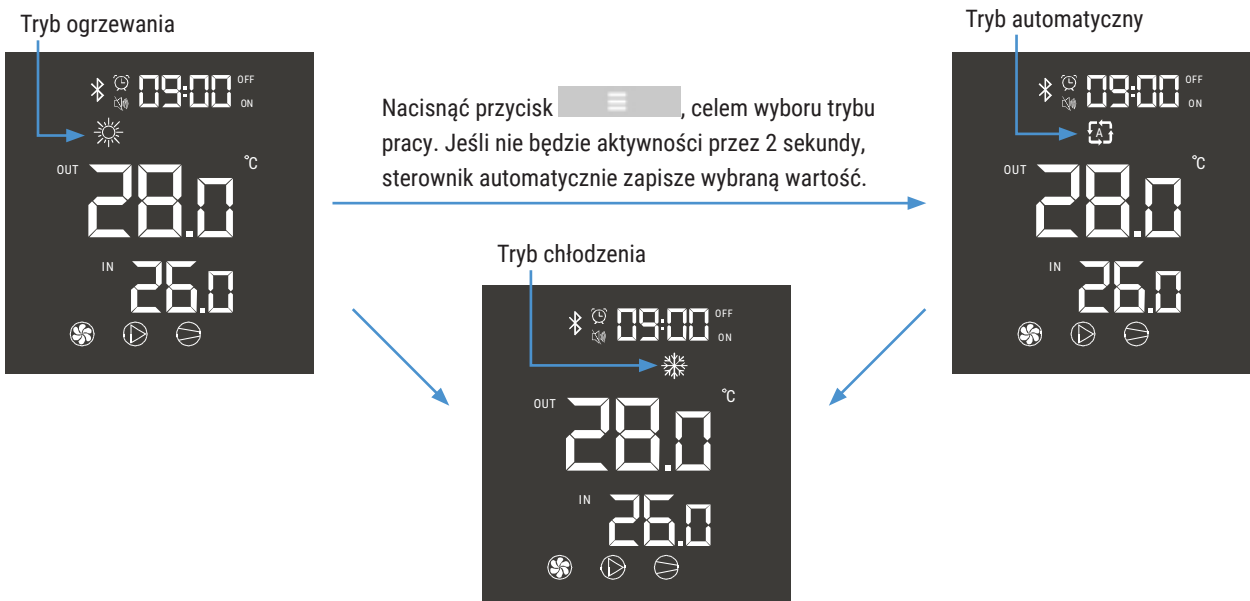 Tryb ogrzewania
09:00 OFF
ON
OUT 28.0 °C
IN 26.0
Nacisnąć przycisk ☰, celem wyboru trybu
pracy. Jeśli nie będzie aktywności przez 2 sekundy,
sterownik automatycznie zapisze wybraną wartość.
Tryb automatyczny
09:00 OFF
ON
A
OUT 28.0 °C
IN 26.0
Tryb chłodzenia
09:00 OFF
ON
OUT 28.0 °C
IN 26.0